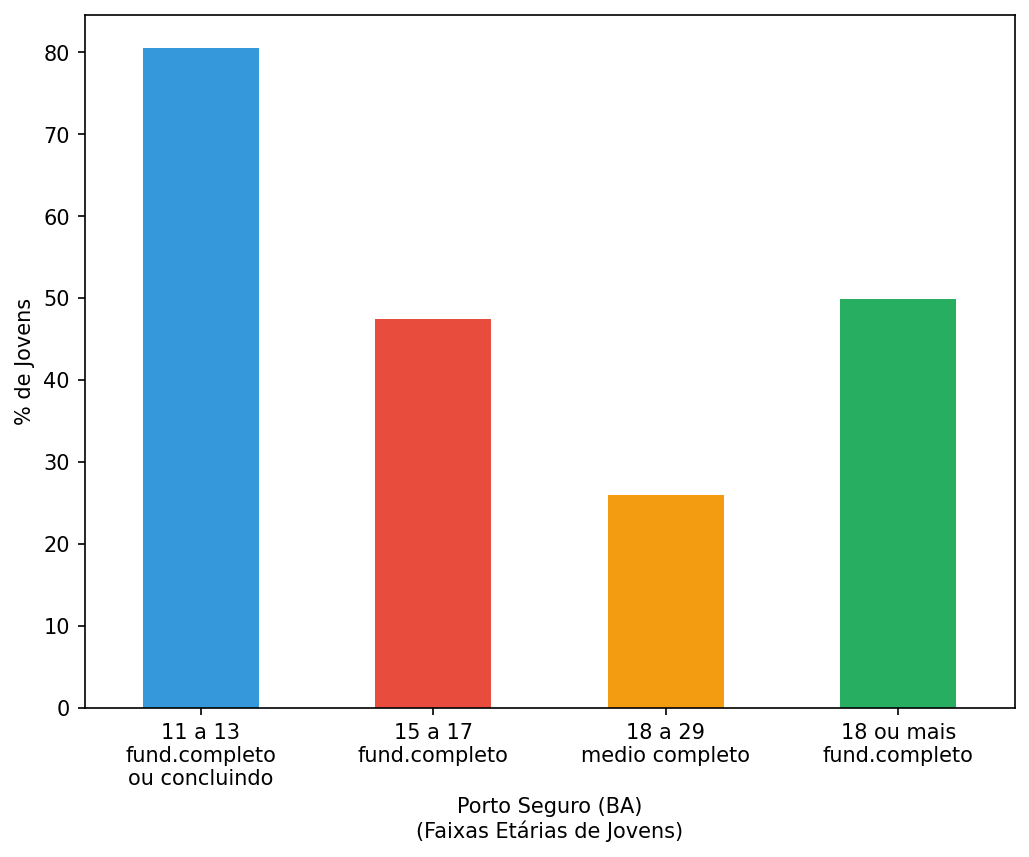 80
70
60
50
40
30
20
10
0
% de Jovens
11 a 13
fund.completo
ou concluindo
15 a 17
fund.completo
18 a 29
medio completo
18 ou mais
fund.completo
Porto Seguro (BA)
(Faixas Etárias de Jovens)